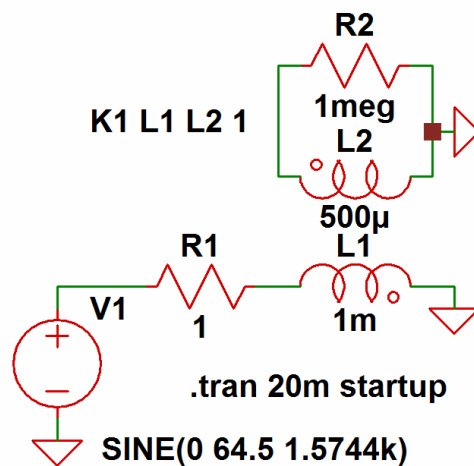 R2
1meg
K1 L1 L2 1
L2
500µ
R1
L1
V1
1
1m
.tran 20m startup
SINE(0 64.5 1.5744k)